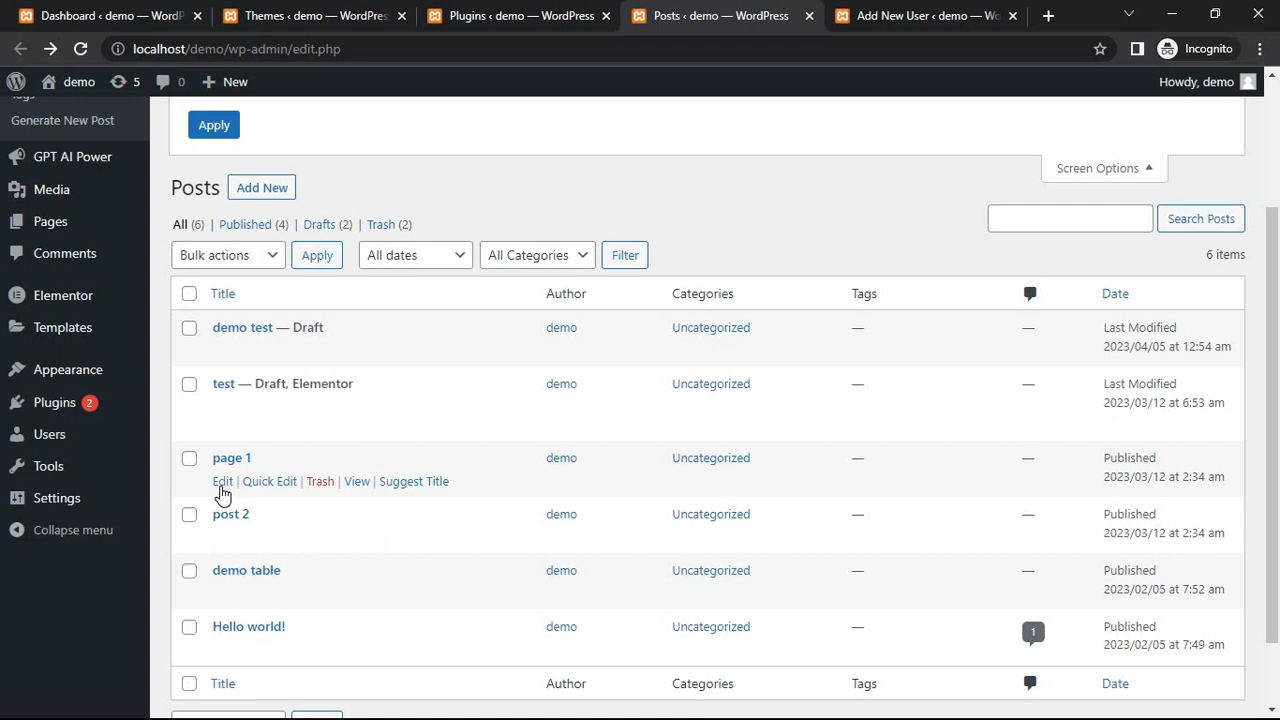 Dashboard ‹ demo — WordP
Themes ‹ demo — WordPress
Plugins ‹ demo — WordPress
Posts ‹ demo — WordPress
Add New User ‹ demo — Wo
localhost/demo/wp-admin/edit.php
Incognito
demo
5
0
New
Howdy, demo
Tags
Generate New Post
GPT AI Power
Media
Pages
Comments
Elementor
Templates
Appearance
Plugins 2
Users
Tools
Settings
Collapse menu
Apply
Screen Options
Posts Add New
All (6) | Published (4) | Drafts (2) | Trash (2)
Search Posts
Bulk actions Apply All dates All Categories Filter
6 items
Title Author Categories Tags Date
demo test — Draft demo Uncategorized — — Last Modified
2023/04/05 at 12:54 am
test — Draft, Elementor demo Uncategorized — — Last Modified
2023/03/12 at 6:53 am
page 1 demo Uncategorized — — Published
Edit | Quick Edit | Trash | View | Suggest Title 2023/03/12 at 2:34 am
post 2 demo Uncategorized — — Published
2023/03/12 at 2:34 am
demo table demo Uncategorized — — Published
2023/02/05 at 7:52 am
Hello world! demo Uncategorized — 1 Published
2023/02/05 at 7:49 am
Title Author Categories Tags Date